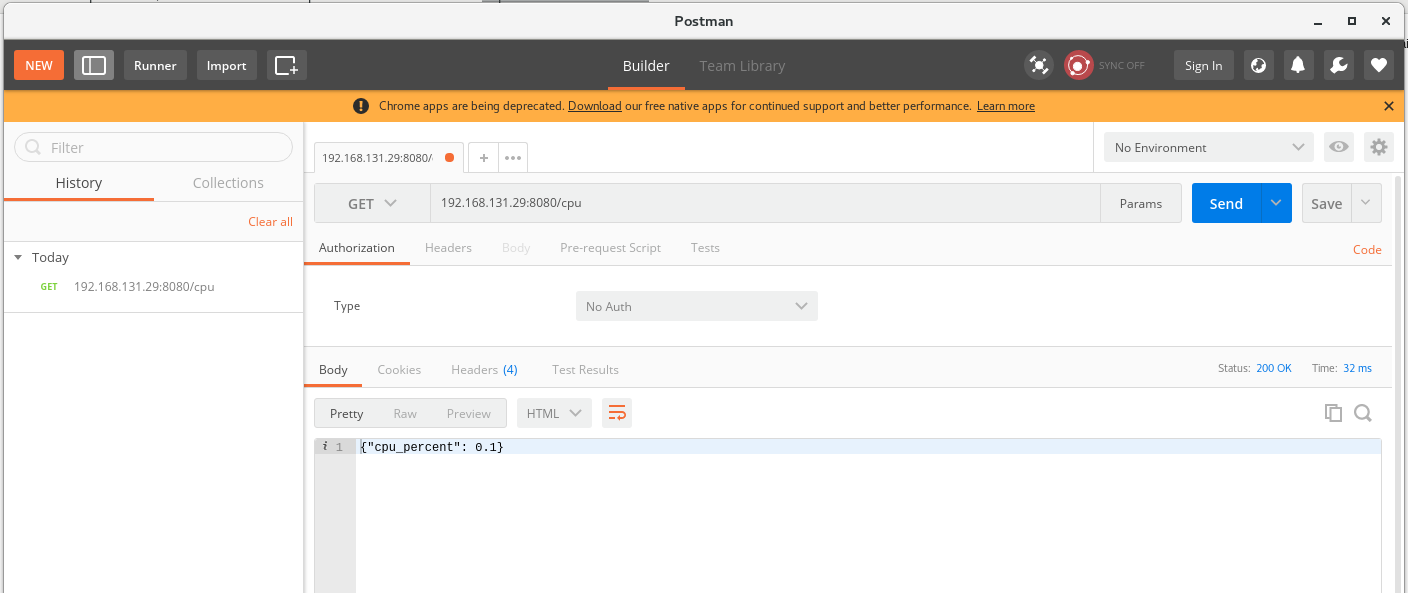 Postman
NEW Runner Import Builder Team Library SYNC OFF Sign In
Chrome apps are being deprecated. Download our free native apps for continued support and better performance. Learn more
Filter
History Collections
Clear all
Today
GET 192.168.131.29:8080/cpu
192.168.131.29:8080/ + ••• No Environment
GET 192.168.131.29:8080/cpu Params Send Save
Authorization Headers Body Pre-request Script Tests Code
Type No Auth
Body Cookies Headers (4) Test Results Status: 200 OK Time: 32 ms
Pretty Raw Preview HTML
i 1 {"cpu_percent": 0.1}